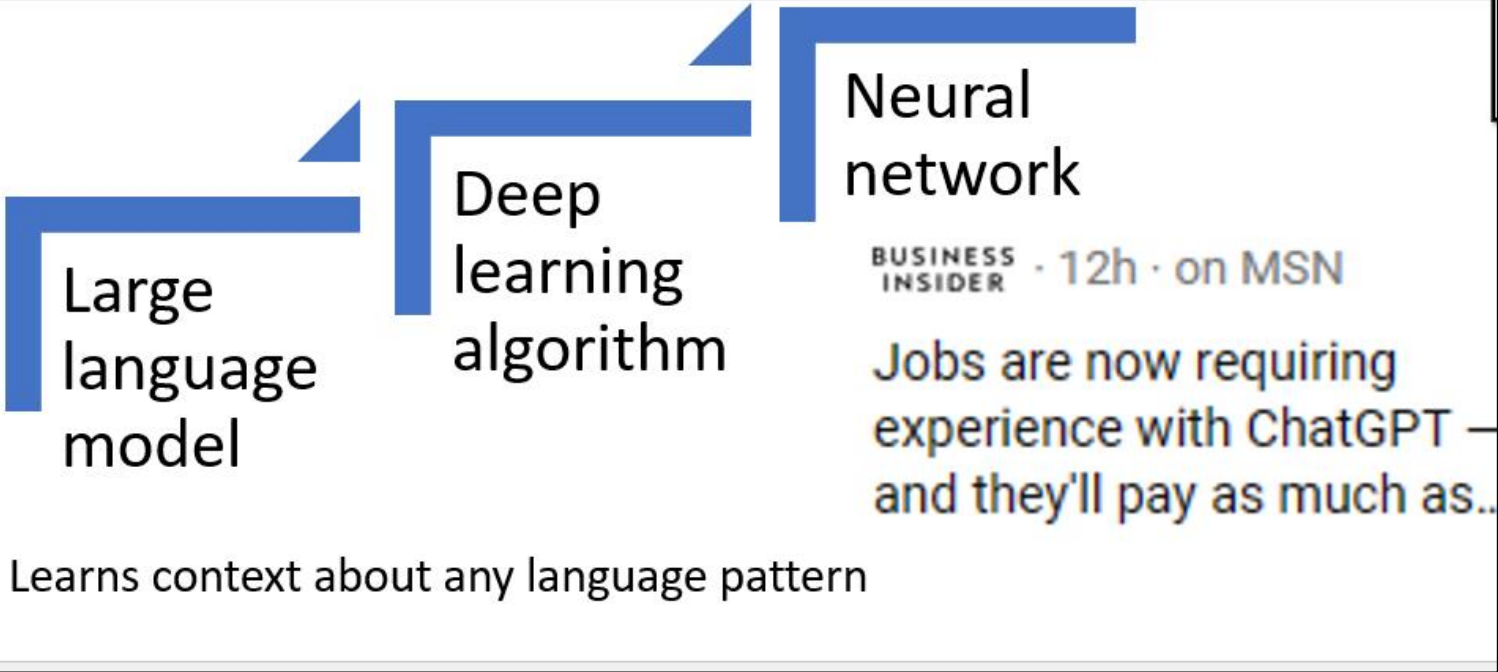 Large
language
model
Deep
learning
algorithm
Neural
network
BUSINESS
INSIDER · 12h · on MSN
Jobs are now requiring
experience with ChatGPT —
and they'll pay as much as..
Learns context about any language pattern